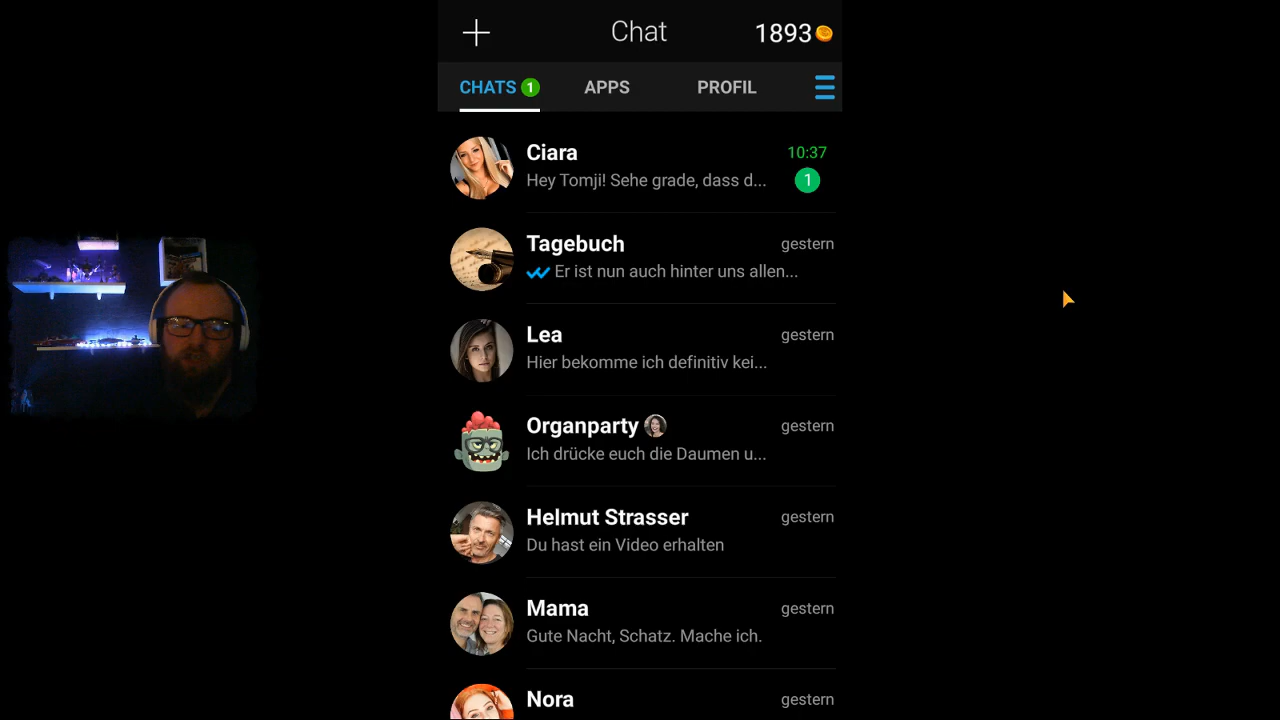 Chat
1893
CHATS 1
APPS
PROFIL
Ciara
10:37
Hey Tomji! Sehe grade, dass d...
1
Tagebuch
gestern
Er ist nun auch hinter uns allen...
Lea
gestern
Hier bekomme ich definitiv kei...
Organparty
gestern
Ich drücke euch die Daumen u...
Helmut Strasser
gestern
Du hast ein Video erhalten
Mama
gestern
Gute Nacht, Schatz. Mache ich.
Nora
gestern